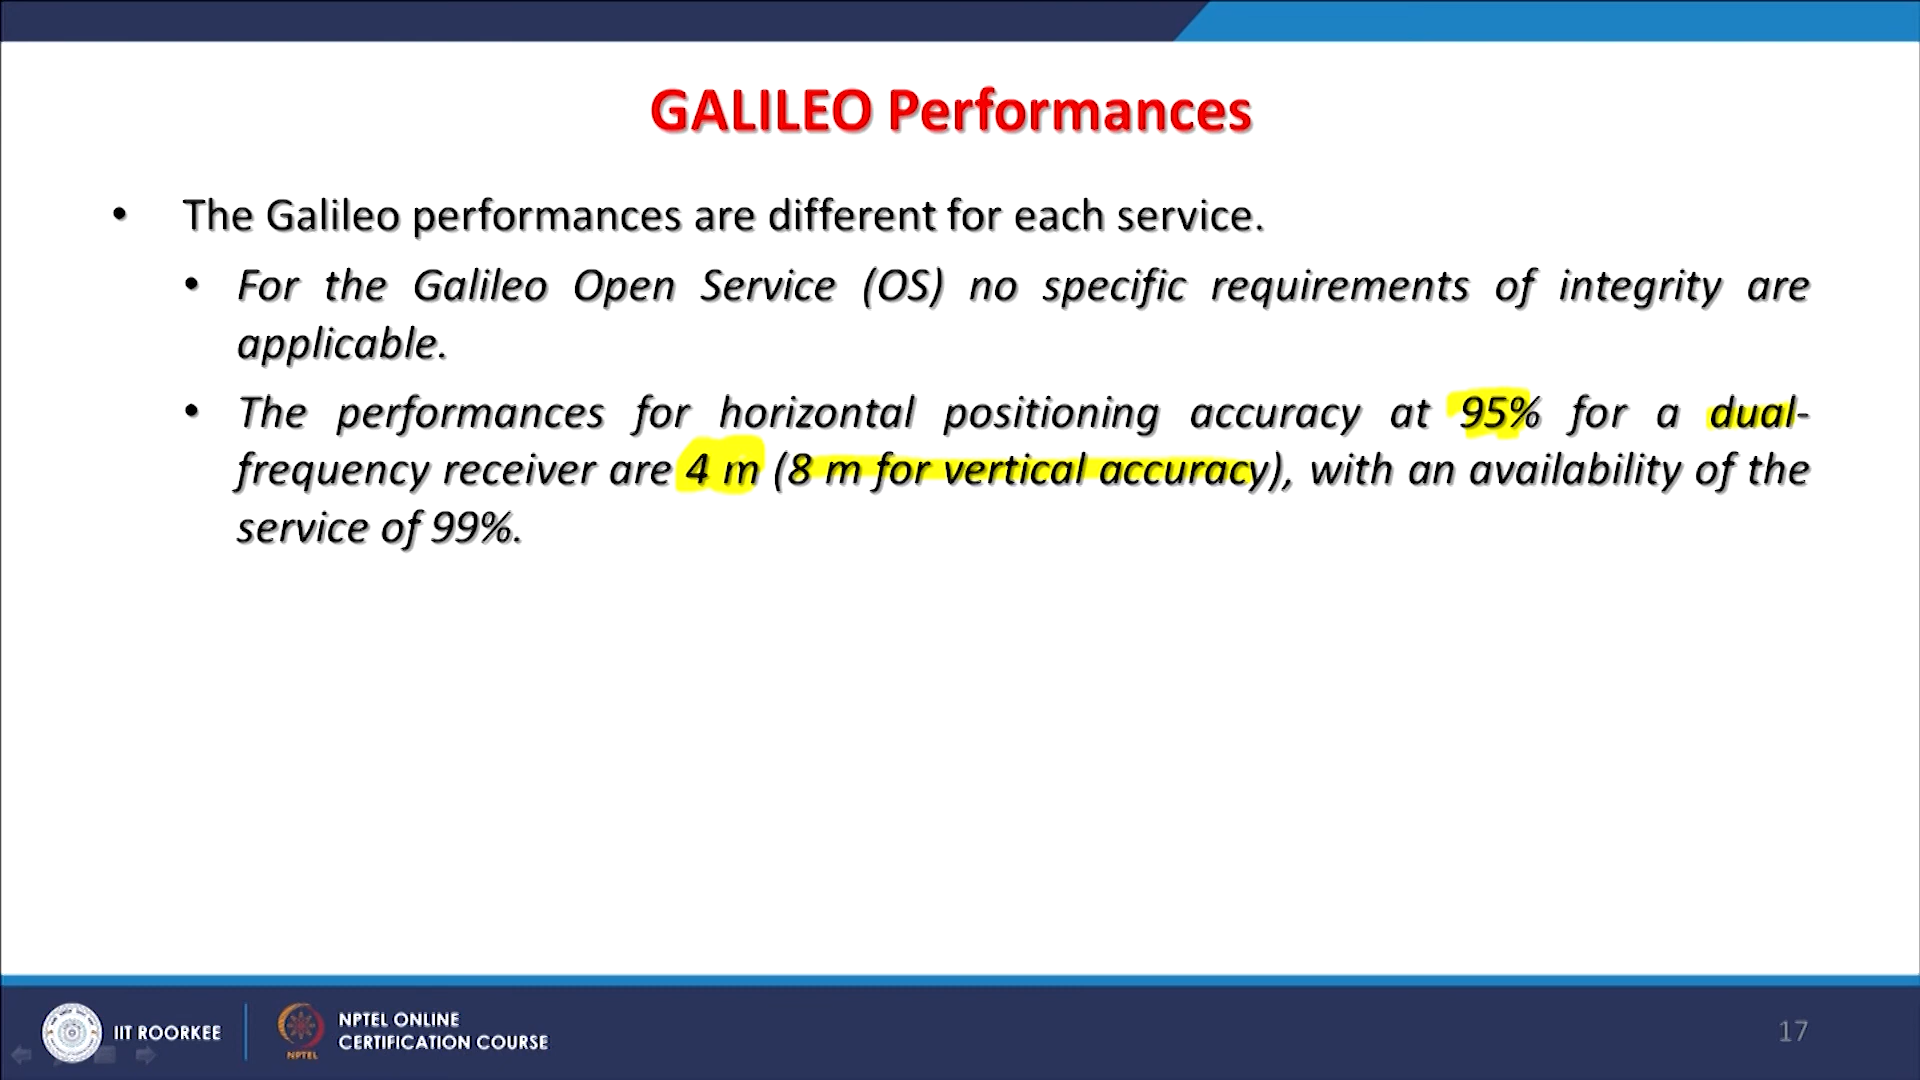 GALILEO Performances
• The Galileo performances are different for each service.
• For the Galileo Open Service (OS) no specific requirements of integrity are
applicable.
• The performances for horizontal positioning accuracy at 95% for a dual-
frequency receiver are 4 m (8 m for vertical accuracy), with an availability of the
service of 99%.
IIT ROORKEE
NPTEL
NPTEL ONLINE
CERTIFICATION COURSE
17